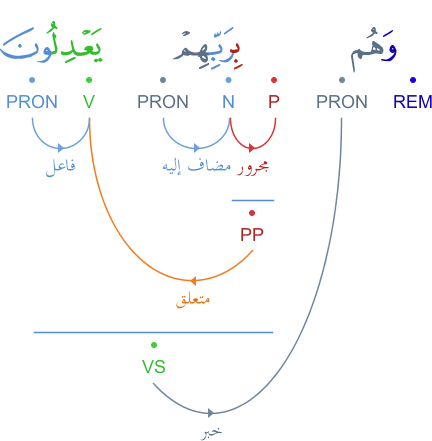 وَهُم بِرَبِّهِمْ يَعْدِلُونَ
REM PRON P N PRON V PRON
مجرور مضاف إليه فاعل
PP
متعلق
VS
خبر